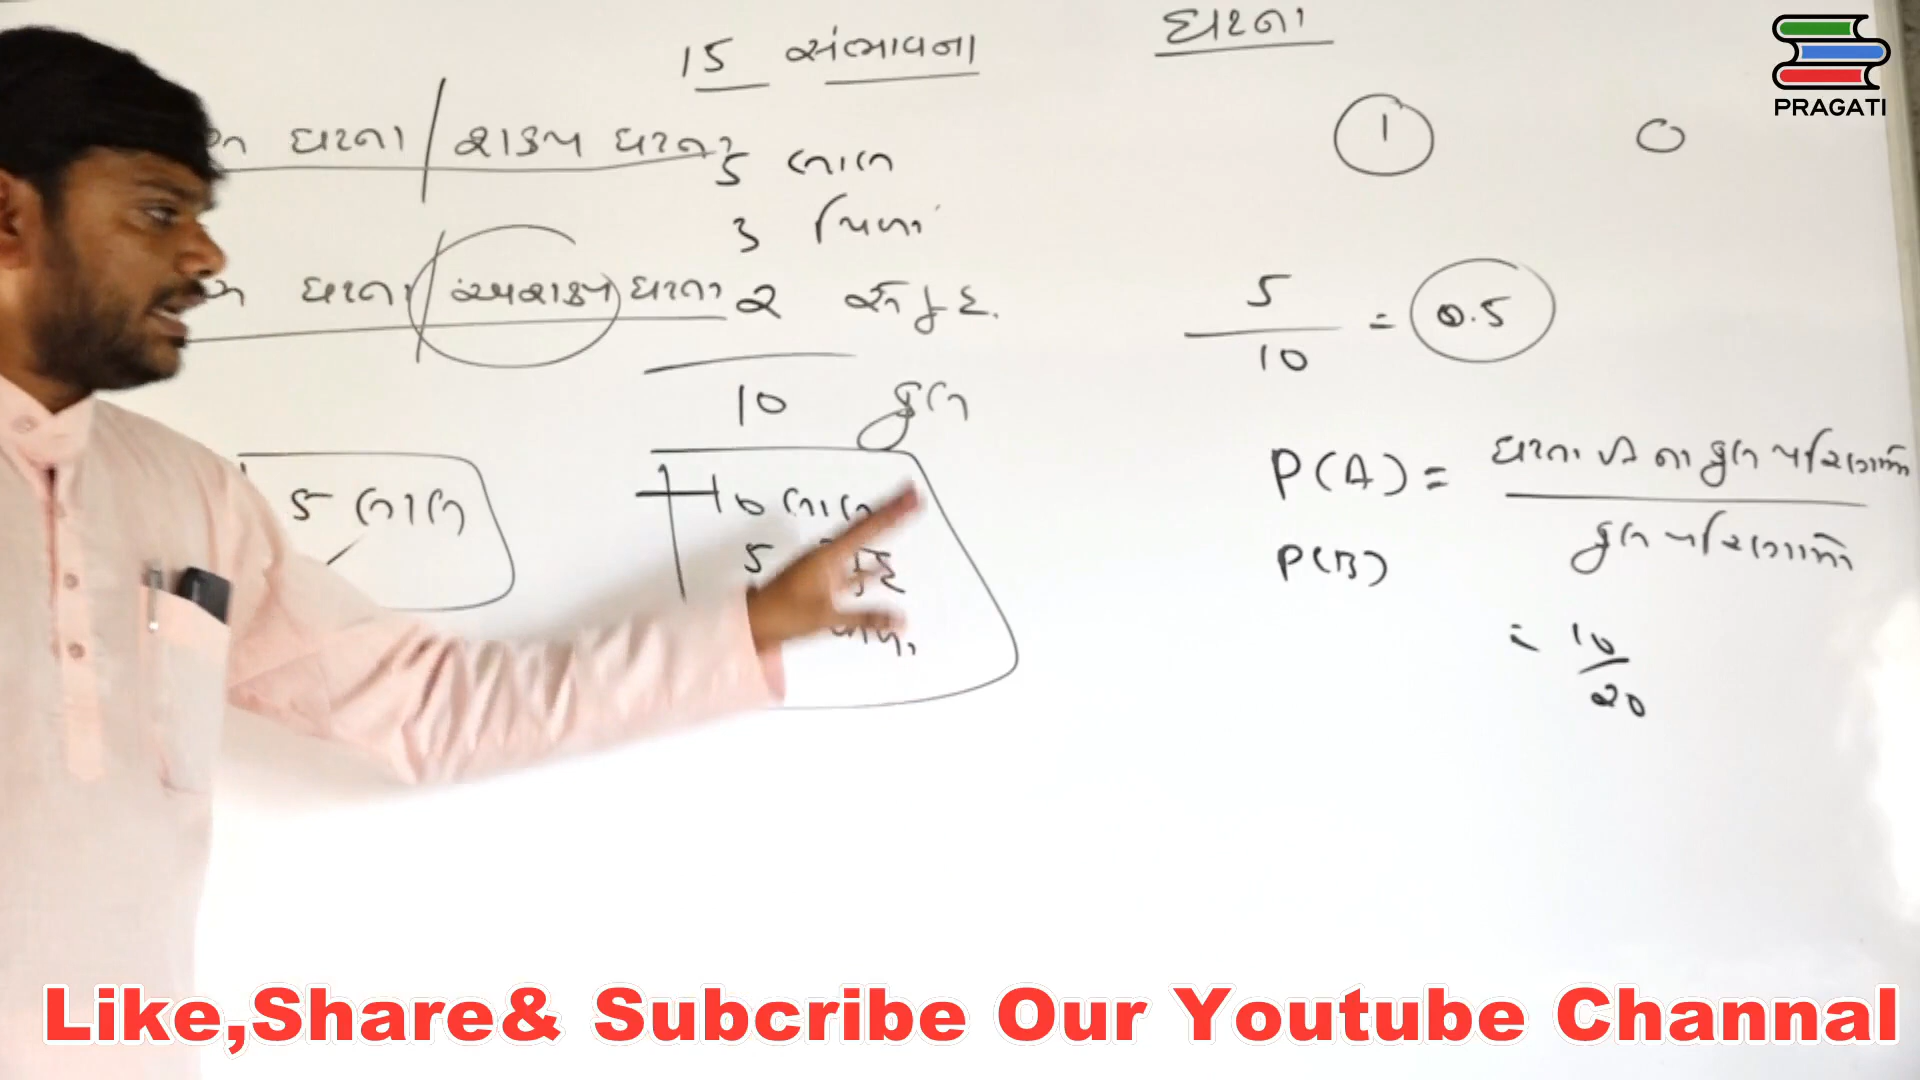 15 સંભાવના
ઘટના
PRAGATI
ઘટના / શક્ય ઘટના
5 લાલ
1
0
3 પિળા
ઘટના / અશક્ય ઘટના
2 સફેદ.
5
10
= 0.5
10 કુલ
P(A) = ઘટના A ના કુલ પરિણામો
કુલ પરિણામો
5 લાલ
10 લાલ
5
P(B)
= 10
20
Like,Share& Subcribe Our Youtube Channal